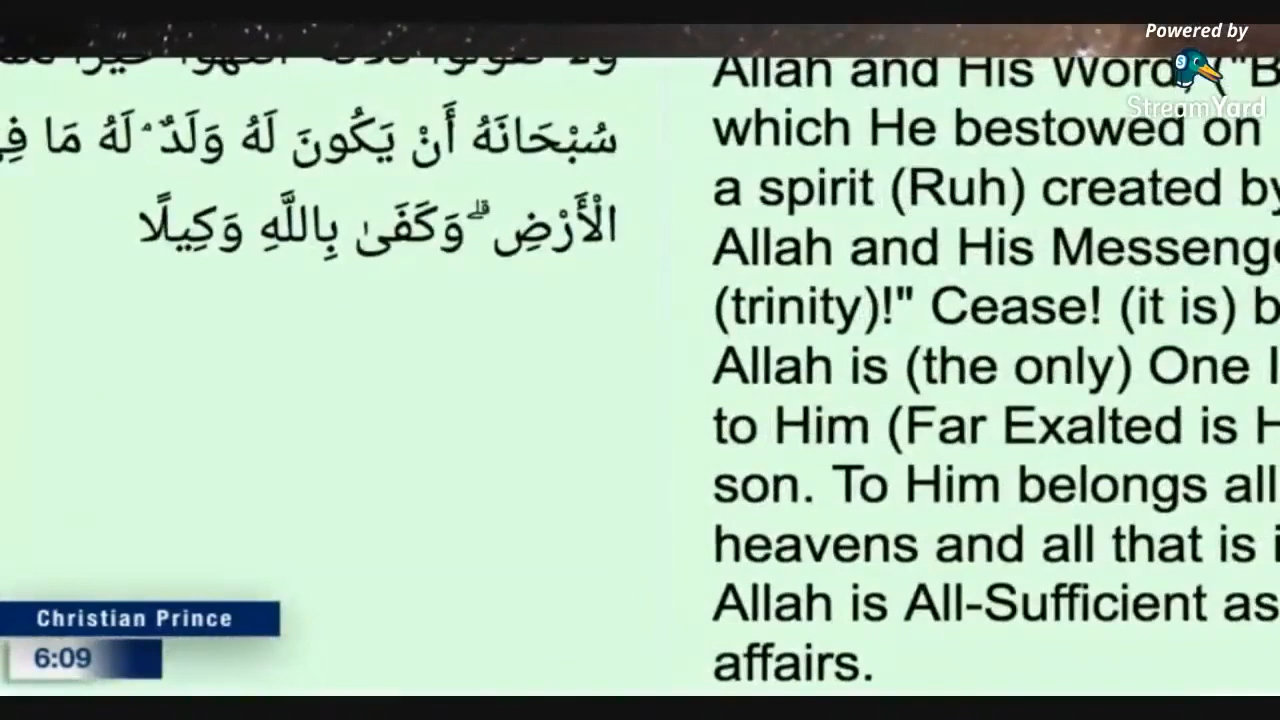 Powered by
StreamYard
سُبْحَانَهُ أَنْ يَكُونَ لَهُ وَلَدٌ ۘ لَهُ مَا فِي
الْأَرْضِ ۗ وَكَفَىٰ بِاللَّهِ وَكِيلًا
Allah and His Word, ("B
which He bestowed on
a spirit (Ruh) created by
Allah and His Messenge
(trinity)!" Cease! (it is) b
Allah is (the only) One I
to Him (Far Exalted is H
son. To Him belongs all
heavens and all that is i
Allah is All-Sufficient as
affairs.
Christian Prince
6:09